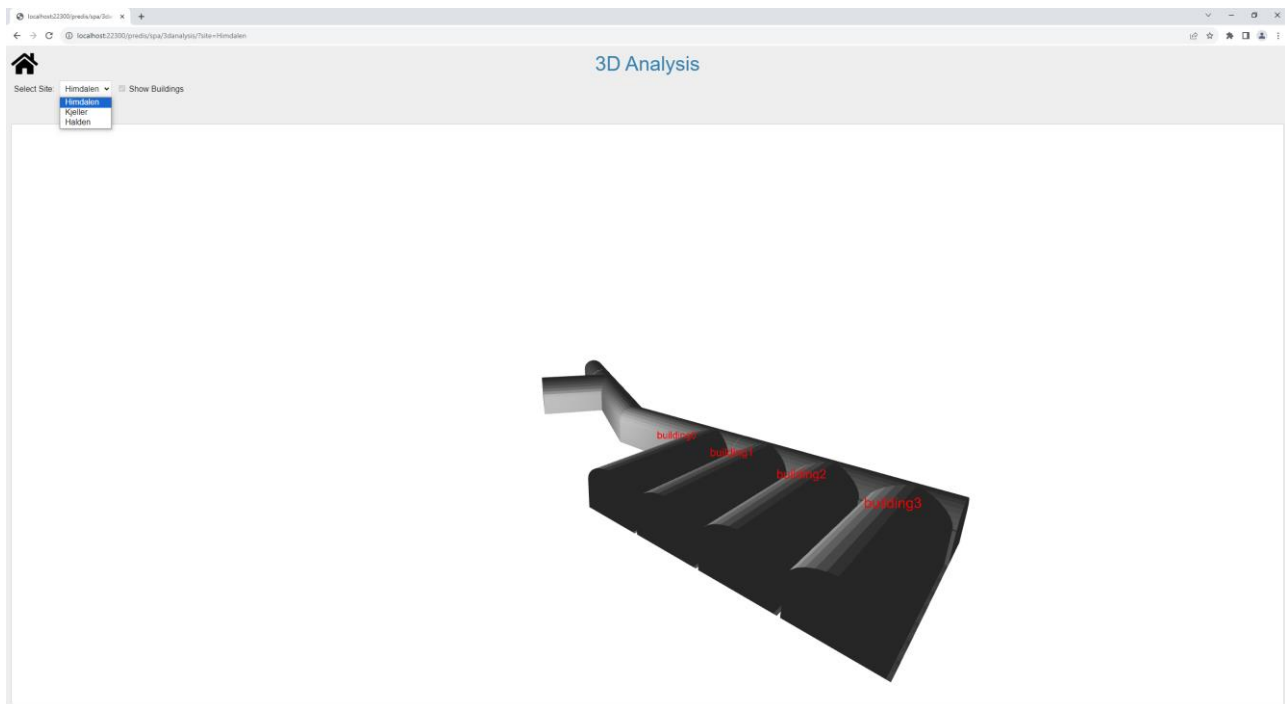 localhost:22300/predis/spa/3d
localhost:22300/predis/spa/3danalysis/?site=Himdalen
3D Analysis
Select Site: Himdalen Show Buildings
Himdalen
Kjeller
Halden
building0
building1
building2
building3